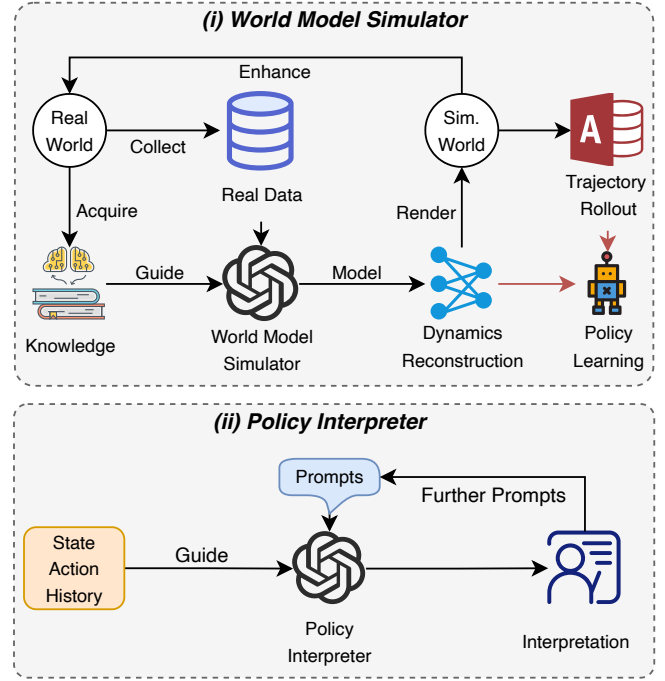 (i) World Model Simulator
Enhance
Real
World
Collect
Real Data
Sim.
World
A
Trajectory
Rollout
Acquire
Render
Knowledge
Guide
World Model
Simulator
Model
Dynamics
Reconstruction
Policy
Learning
(ii) Policy Interpreter
Prompts
Further Prompts
State
Action
History
Guide
Policy
Interpreter
Interpretation